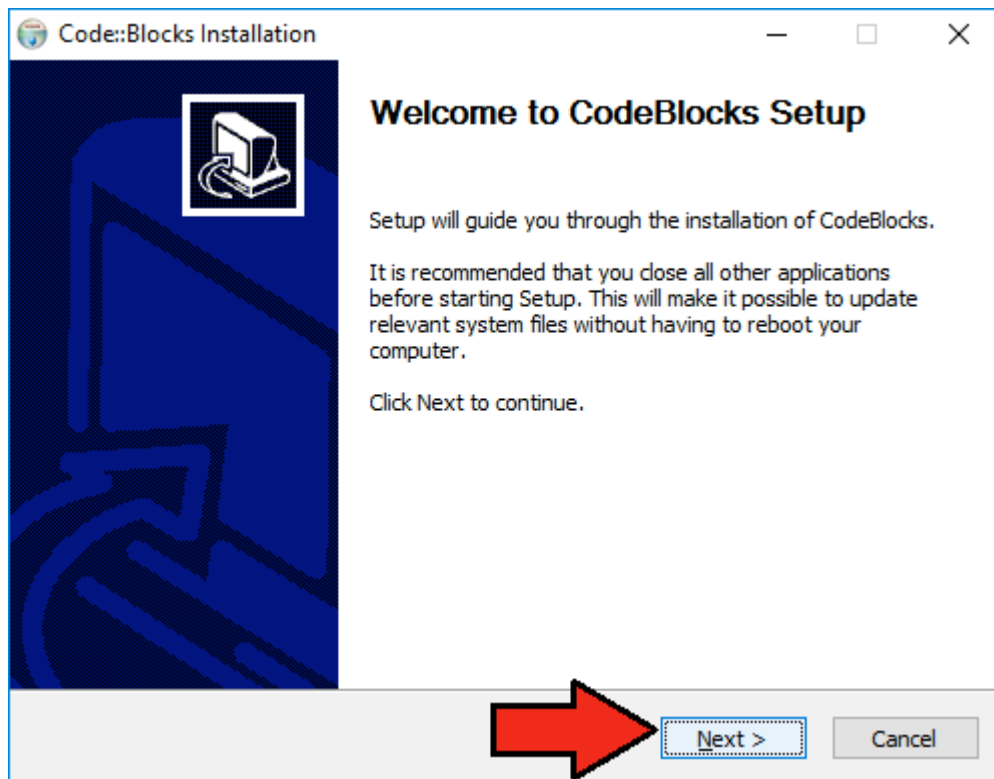 Code::Blocks Installation
Welcome to CodeBlocks Setup
Setup will guide you through the installation of CodeBlocks.
It is recommended that you close all other applications
before starting Setup. This will make it possible to update
relevant system files without having to reboot your
computer.
Click Next to continue.
Next >
Cancel